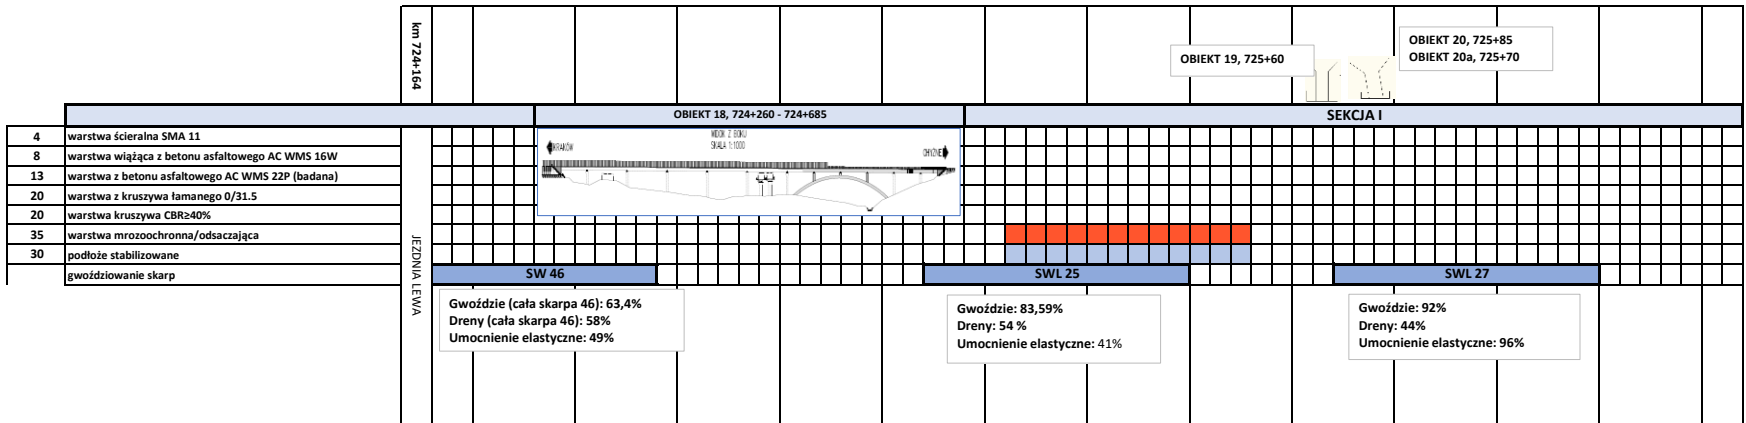 km 724+164
OBIEKT 19, 725+60
OBIEKT 20, 725+85
OBIEKT 20a, 725+70
OBIEKT 18, 724+260 - 724+685
SEKCJA I
4 warstwa ścieralna SMA 11
8 warstwa wiążąca z betonu asfaltowego AC WMS 16W
13 warstwa z betonu asfaltowego AC WMS 22P (badana)
20 warstwa z kruszywa łamanego 0/31.5
20 warstwa kruszywa CBR≥40%
35 warstwa mrozoochronna/odsaczająca
30 podłoże stabilizowane
gwoździowanie skarp
JEZDNIA LEWA
WIDOK Z BOKU
SKALA 1:1000
KRAKÓW
CHYŻNE
SW 46
SWL 25
SWL 27
Gwoździe (cała skarpa 46): 63,4%
Dreny (cała skarpa 46): 58%
Umocnienie elastyczne: 49%
Gwoździe: 83,59%
Dreny: 54 %
Umocnienie elastyczne: 41%
Gwoździe: 92%
Dreny: 44%
Umocnienie elastyczne: 96%